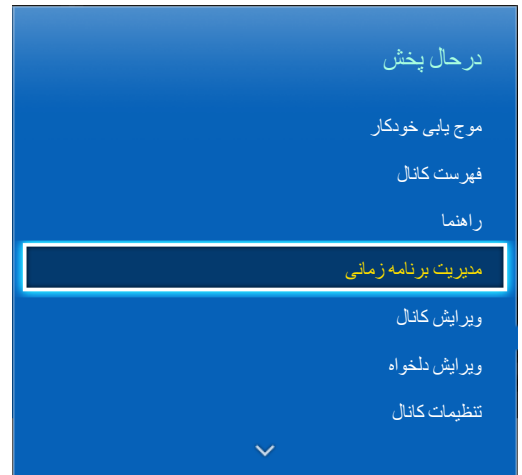 درحال پخش
موج یابی خودکار
فهرست کانال
راهنما
مدیریت برنامه زمانی
ویرایش کانال
ویرایش دلخواه
تنظیمات کانال